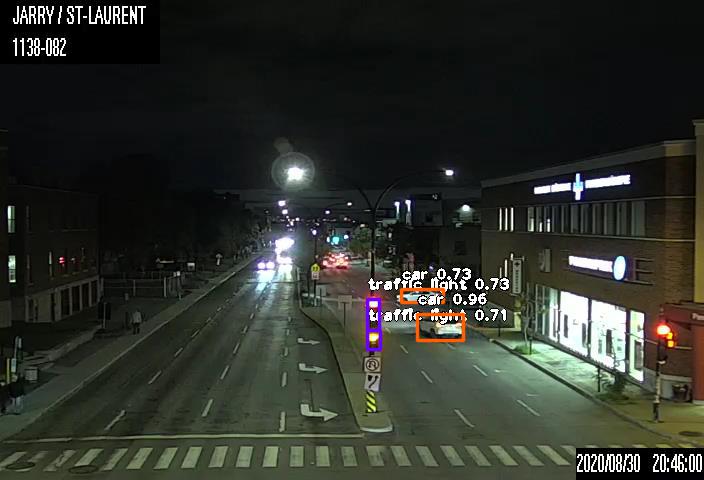 JARRY / ST-LAURENT
1138-082
car 0.73
traffic light 0.73
car 0.96
traffic light 0.71
2020/08/30 20:46:00